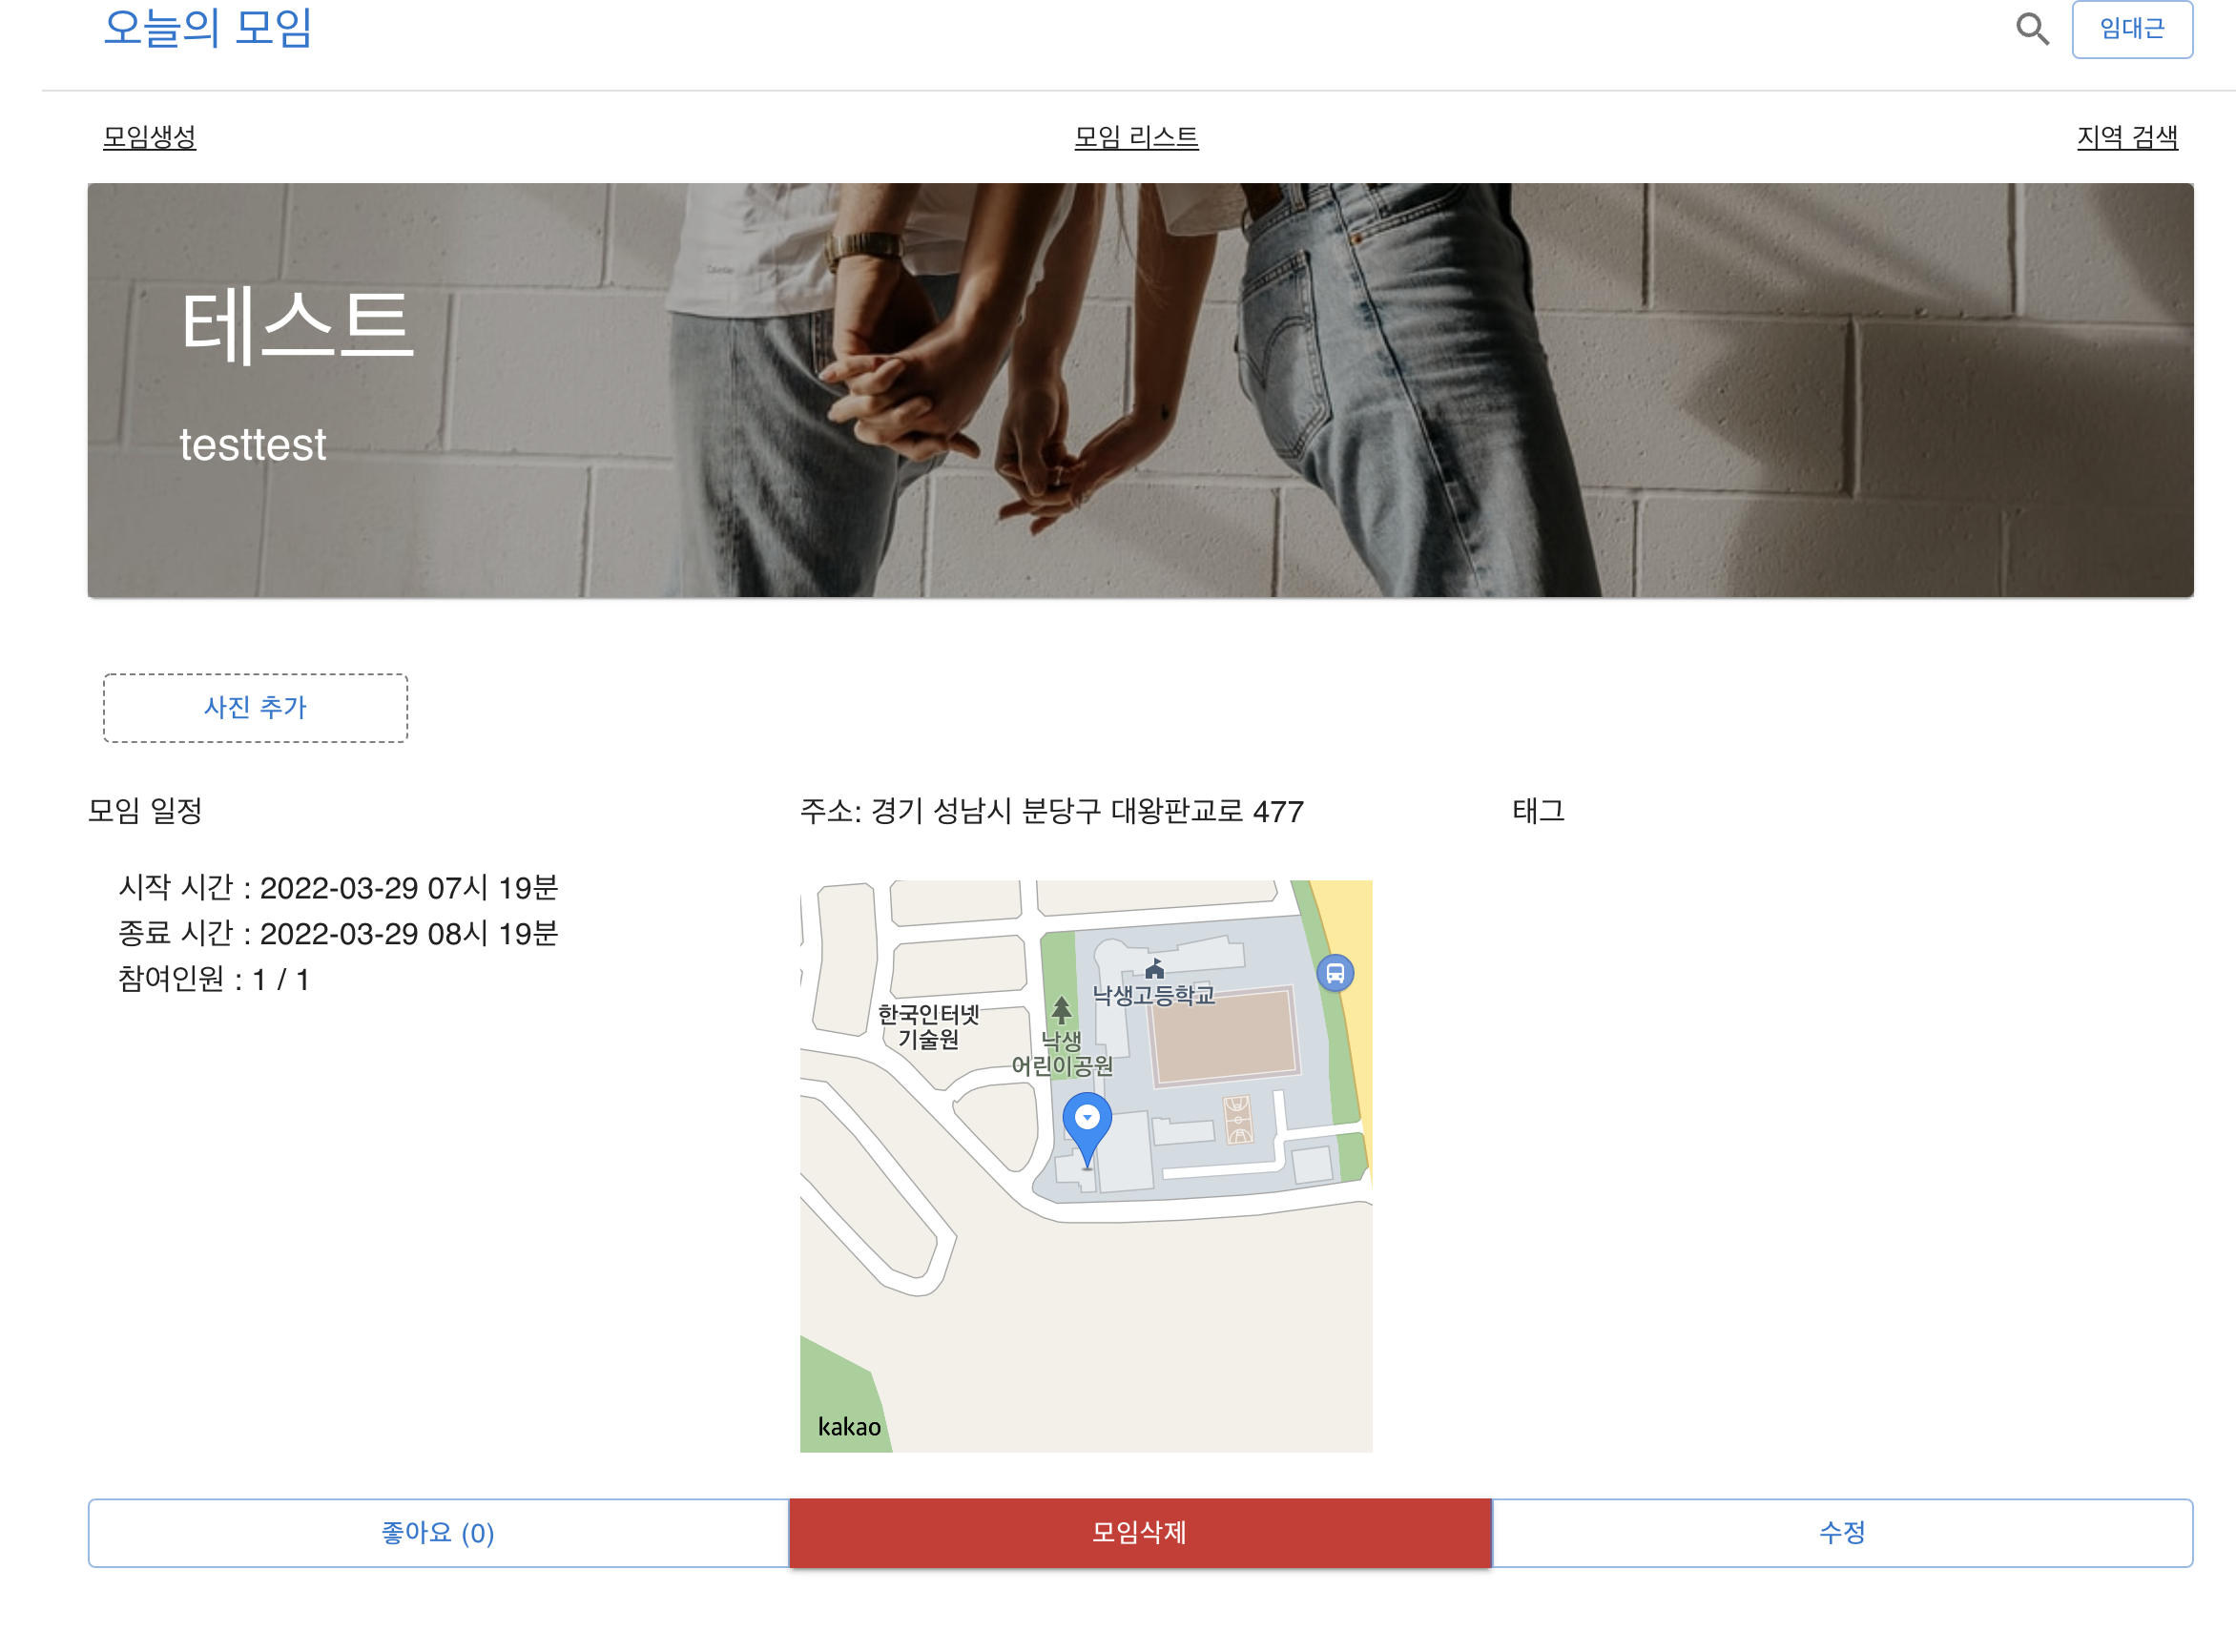 오늘의 모임
임대근
모임생성
모임 리스트
지역 검색
테스트
testtest
사진 추가
모임 일정
시작 시간 : 2022-03-29 07시 19분
종료 시간 : 2022-03-29 08시 19분
참여인원 : 1 / 1
주소: 경기 성남시 분당구 대왕판교로 477
낙생고등학교
한국인터넷
기술원
낙생
어린이공원
kakao
태그
좋아요 (0)
모임삭제
수정